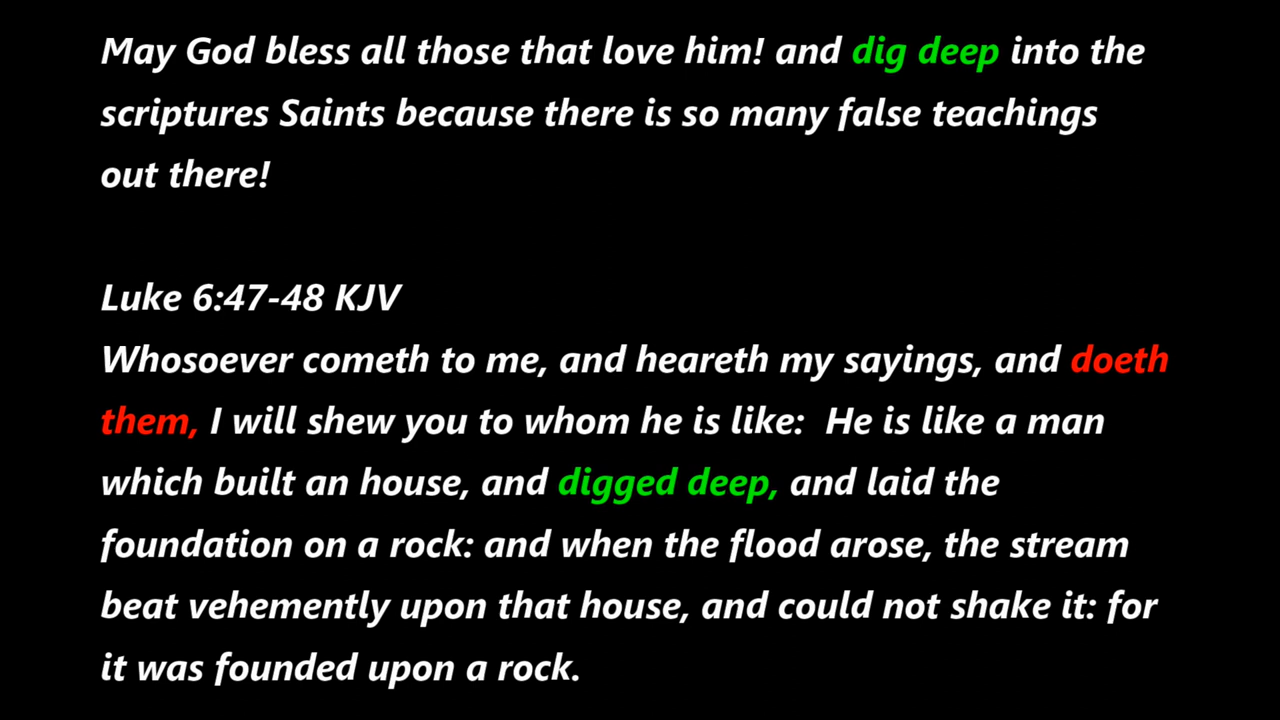 May God bless all those that love him! and dig deep into the
scriptures Saints because there is so many false teachings
out there!
Luke 6:47-48 KJV
Whosoever cometh to me, and heareth my sayings, and doeth
them, I will shew you to whom he is like:  He is like a man
which built an house, and digged deep, and laid the
foundation on a rock: and when the flood arose, the stream
beat vehemently upon that house, and could not shake it: for
it was founded upon a rock.